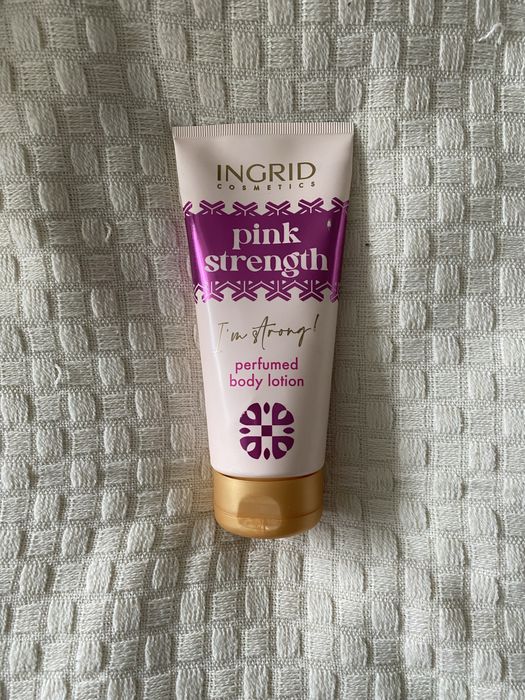 INGRID
COSMETICS
pink
strength
I'm strong!
perfumed
body lotion